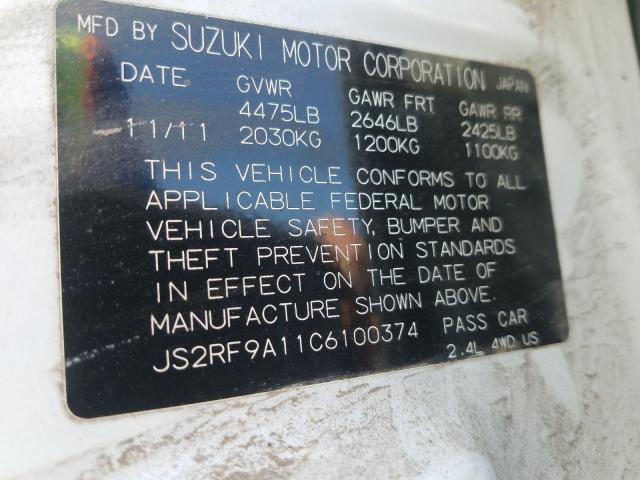 MFD BY SUZUKI MOTOR CORPORATION JAPAN
DATE GVWR GAWR FRT GAWR RR
4475LB 2646LB 2425LB
11/11 2030KG 1200KG 1100KG
THIS VEHICLE CONFORMS TO ALL
APPLICABLE FEDERAL MOTOR
VEHICLE SAFETY, BUMPER AND
THEFT PREVENTION STANDARDS
IN EFFECT ON THE DATE OF
MANUFACTURE SHOWN ABOVE.
JS2RF9A11C6100374 PASS CAR
2.4L 4WD US